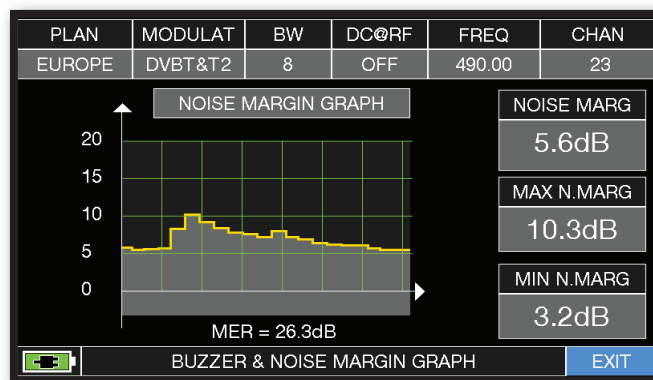 PLAN MODULAT BW DC@RF FREQ CHAN
EUROPE DVBT&T2 8 OFF 490.00 23
NOISE MARGIN GRAPH
NOISE MARG
5.6dB
MAX N.MARG
10.3dB
MIN N.MARG
3.2dB
20
15
10
5
0
MER = 26.3dB
BUZZER & NOISE MARGIN GRAPH EXIT